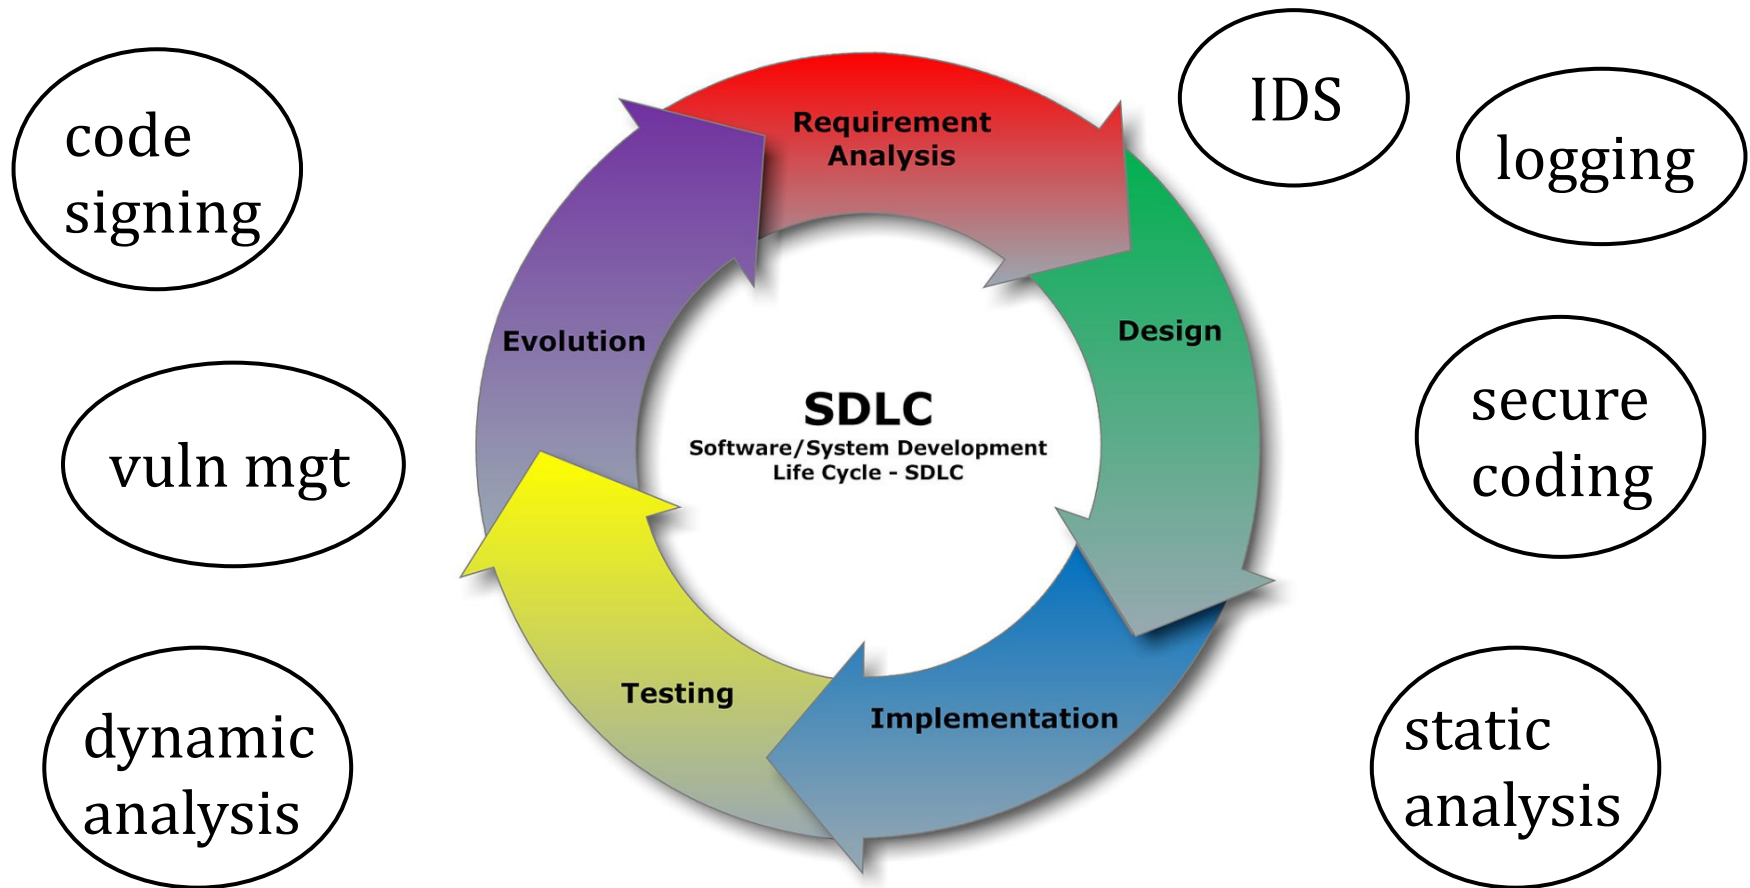 code
signing
vuln mgt
dynamic
analysis
Requirement
Analysis
Design
Implementation
Testing
Evolution
SDLC
Software/System Development
Life Cycle - SDLC
IDS
logging
secure
coding
static
analysis